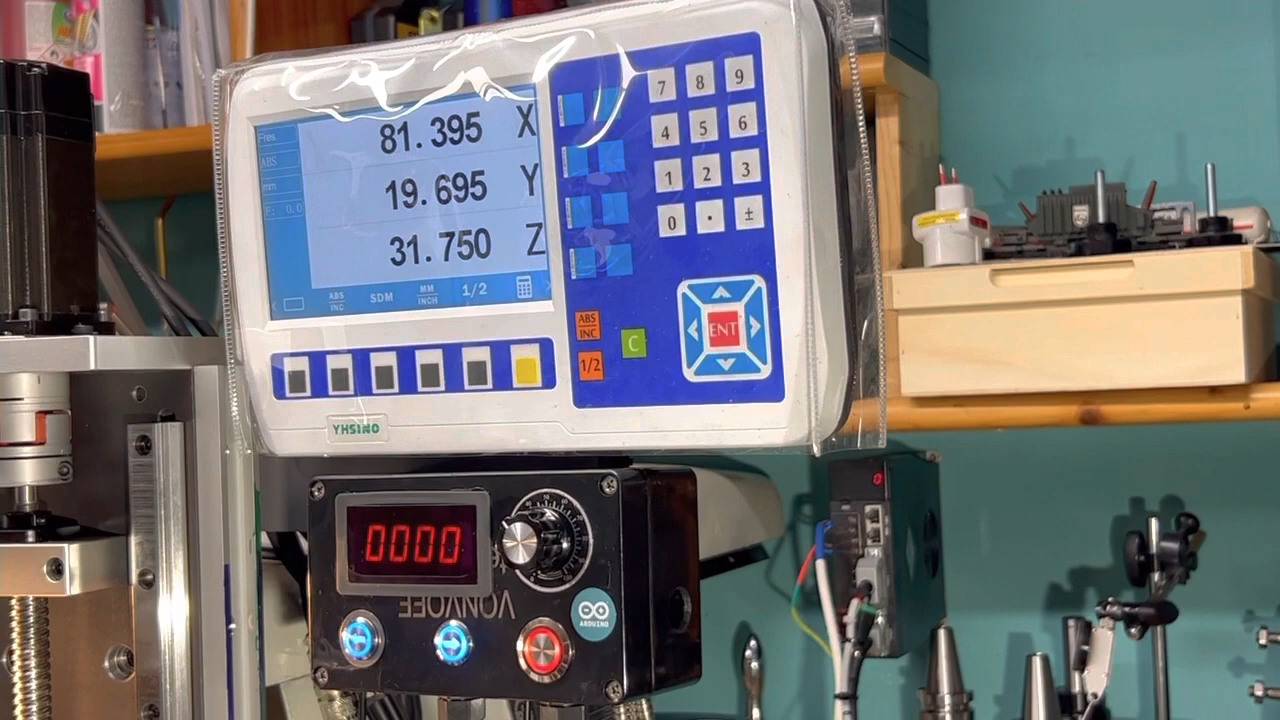 Fres
ABS
mm
F: 0.0
81.395 X
19.695 Y
31.750 Z
ABS
INC
SDM
MM
INCH
1/2
7 8 9
4 5 6
1 2 3
0 . ±
ABS
INC
C
1/2
ENT
YHSINO
0000
VONVOFF
ARDUINO
0